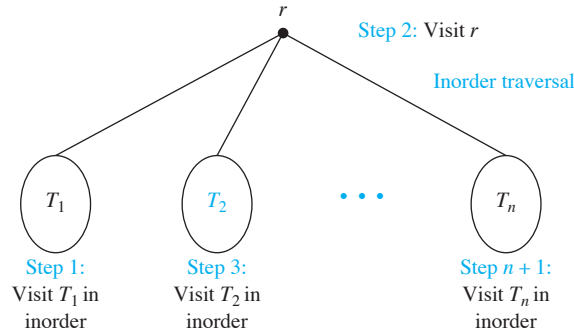 r
Step 2: Visit r
Inorder traversal
T1
T2
• • •
Tn
Step 1:
Visit T1 in
inorder
Step 3:
Visit T2 in
inorder
Step n + 1:
Visit Tn in
inorder